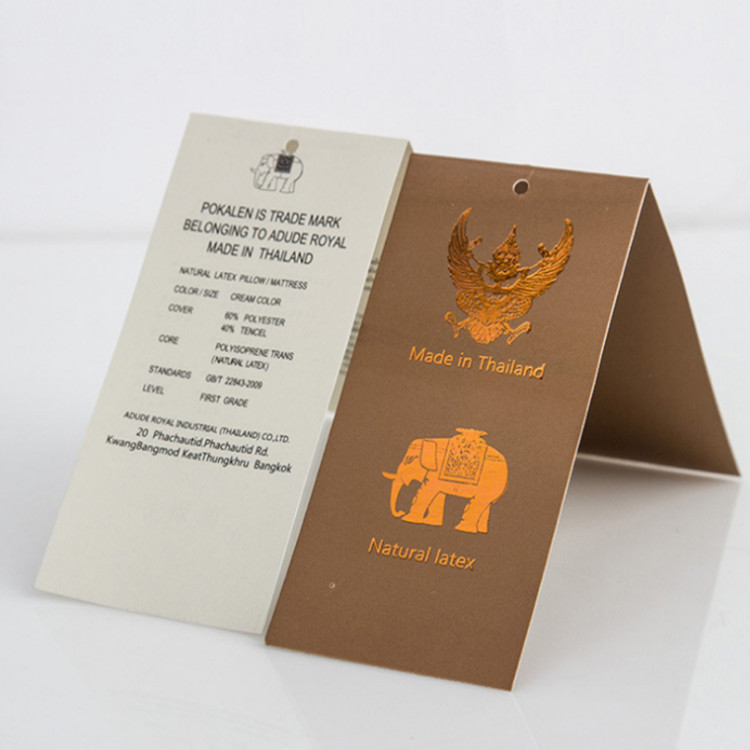 POKALEN IS TRADE MARK
BELONGING TO ADUDE ROYAL
MADE IN THAILAND
NATURAL LATEX PILLOW / MATTRESS
COLOR / SIZE CREAM COLOR
COVER 60% POLYESTER
40% TENCEL
CORE POLYISOPRENE TRANS
(NATURAL LATEX)
STANDARDS GB/T 22843-2009
LEVEL FIRST GRADE
ADUDE ROYAL INDUSTRIAL (THAILAND) CO.,LTD.
20 Phachautid.Phachautid Rd.
KwangBangmod KeatThungkhru Bangkok
Made in Thailand
Natural latex